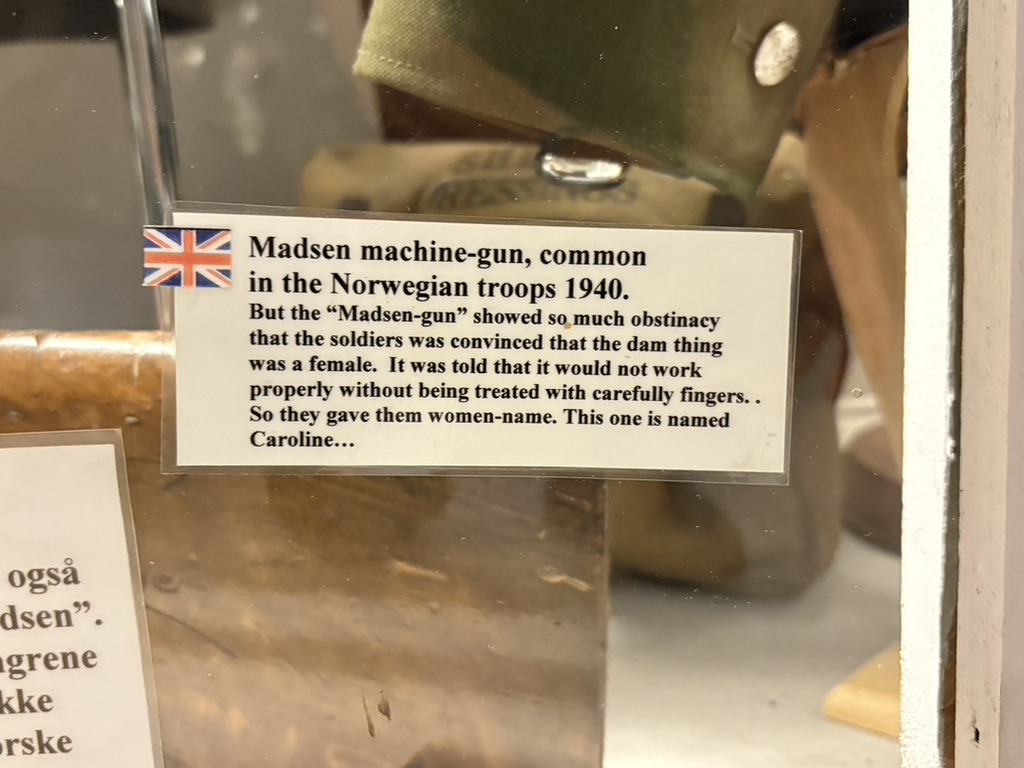 Madsen machine-gun, common
in the Norwegian troops 1940.
But the “Madsen-gun” showed so much obstinacy
that the soldiers was convinced that the dam thing
was a female.  It was told that it would not work
properly without being treated with carefully fingers. .
So they gave them women-name. This one is named
Caroline…
også
dsen”.
grene
kke
orske